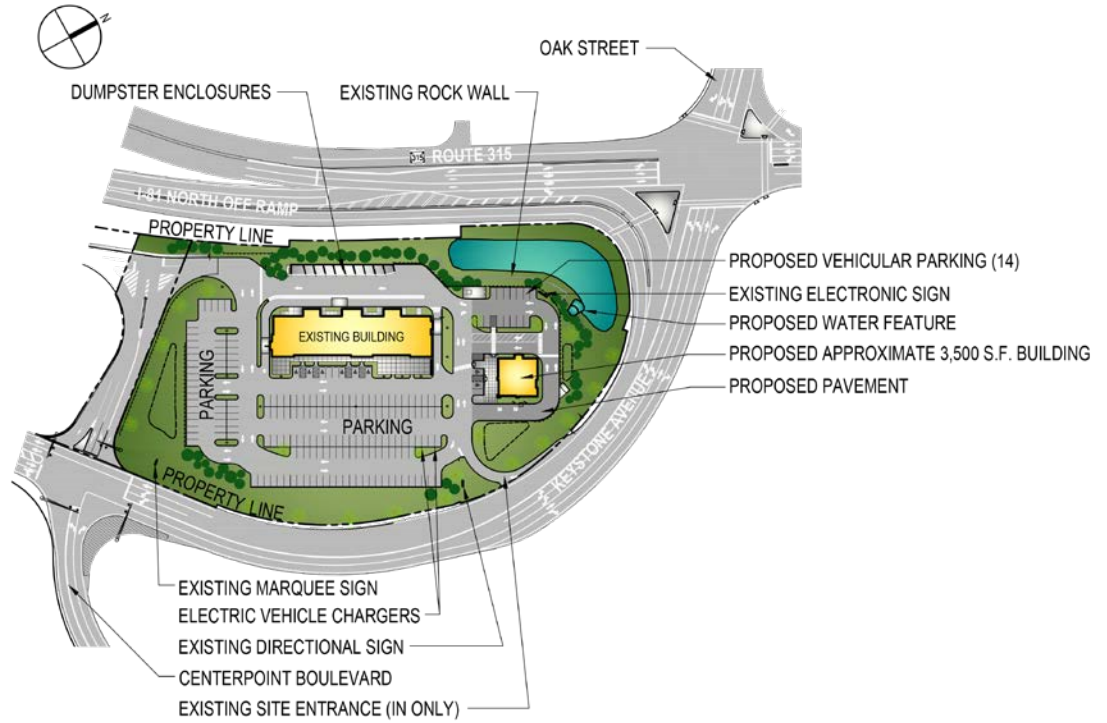 N
OAK STREET
DUMPSTER ENCLOSURES
EXISTING ROCK WALL
315
ROUTE 315
I-81 NORTH OFF RAMP
PROPERTY LINE
PROPOSED VEHICULAR PARKING (14)
EXISTING ELECTRONIC SIGN
PROPOSED WATER FEATURE
PROPOSED APPROXIMATE 3,500 S.F. BUILDING
PROPOSED PAVEMENT
EXISTING BUILDING
PARKING
PARKING
KEYSTONE AVENUE
PROPERTY LINE
EXISTING MARQUEE SIGN
ELECTRIC VEHICLE CHARGERS
EXISTING DIRECTIONAL SIGN
CENTERPOINT BOULEVARD
EXISTING SITE ENTRANCE (IN ONLY)